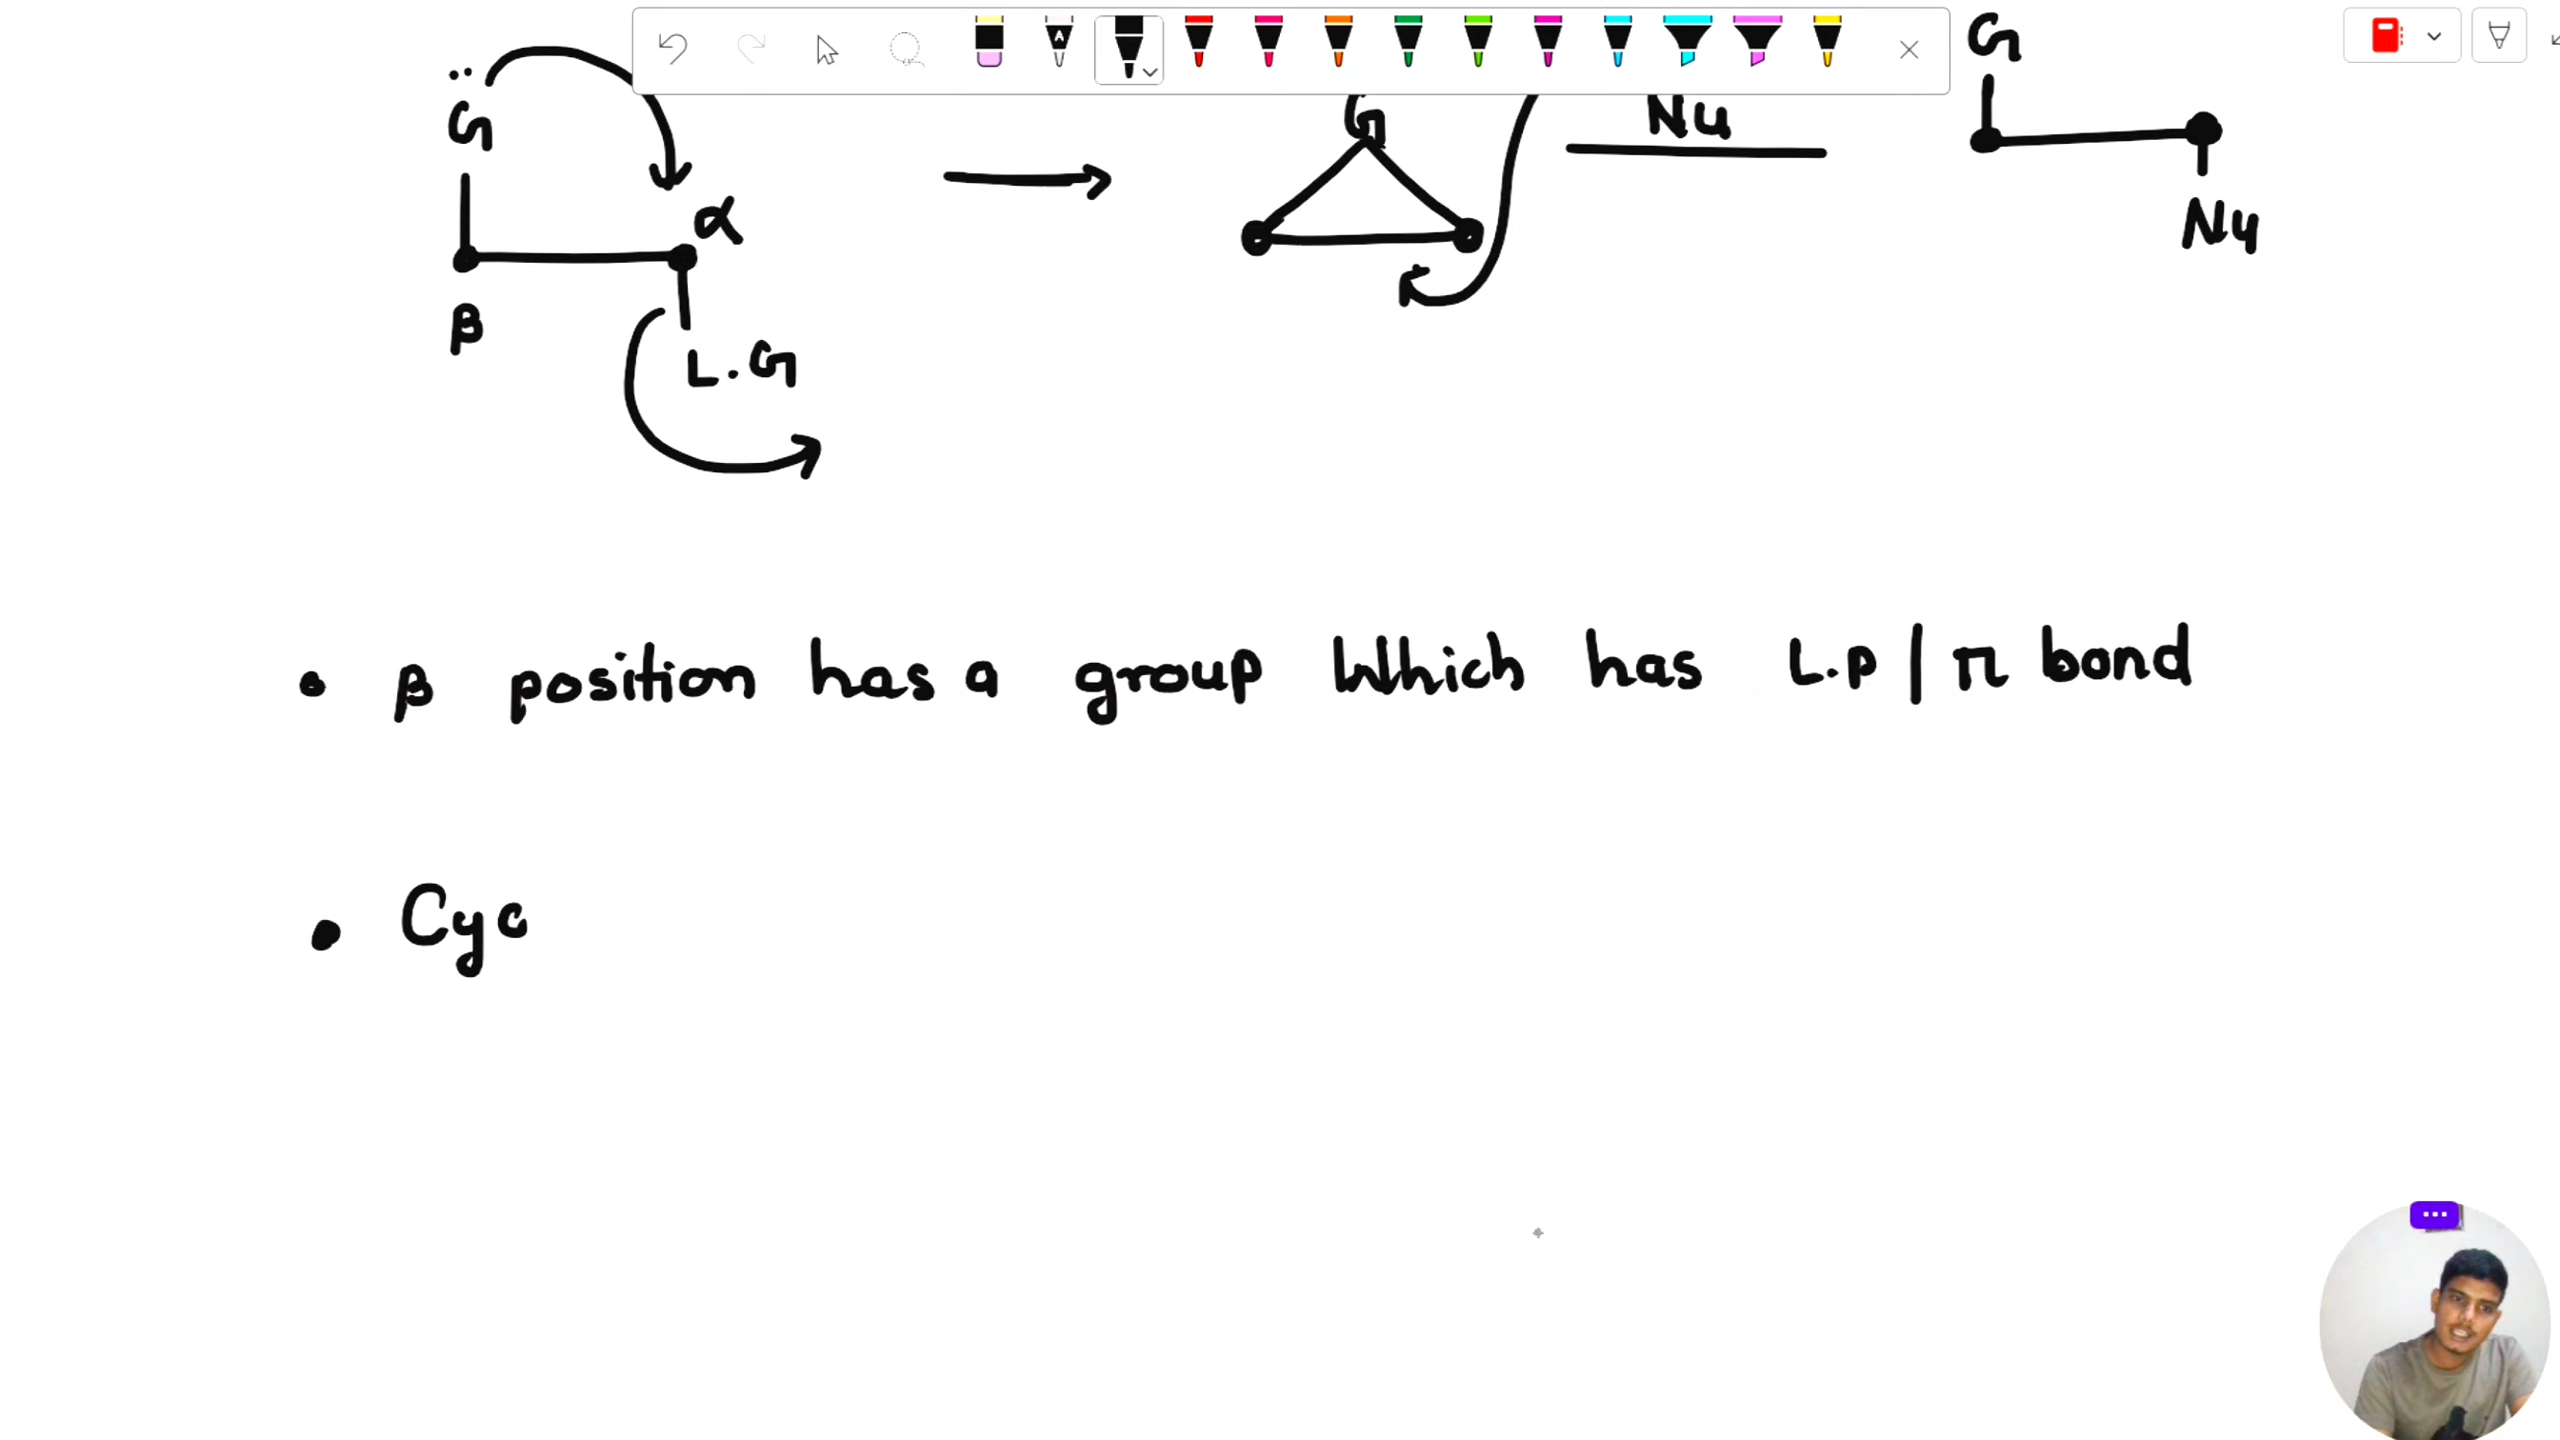 G
G
Nu
G
α
Nu
β
L.G
• β position has a group Which has L.p | π bond
• Cyc